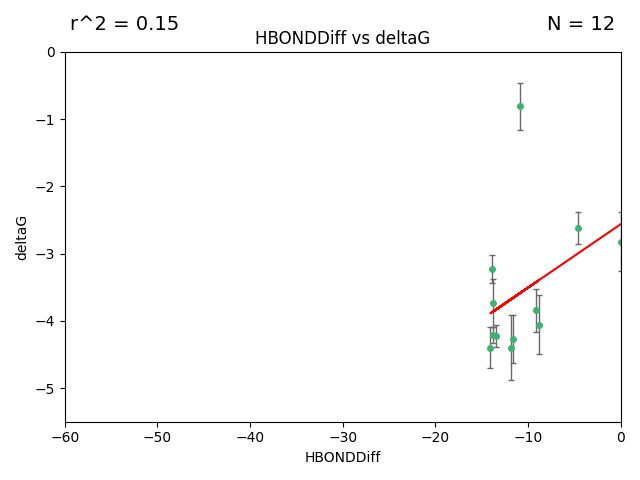 r^2 = 0.15
N = 12
HBONDDiff vs deltaG
0
−1
−2
−3
−4
−5
deltaG
−60
−50
−40
−30
−20
−10
0
HBONDDiff